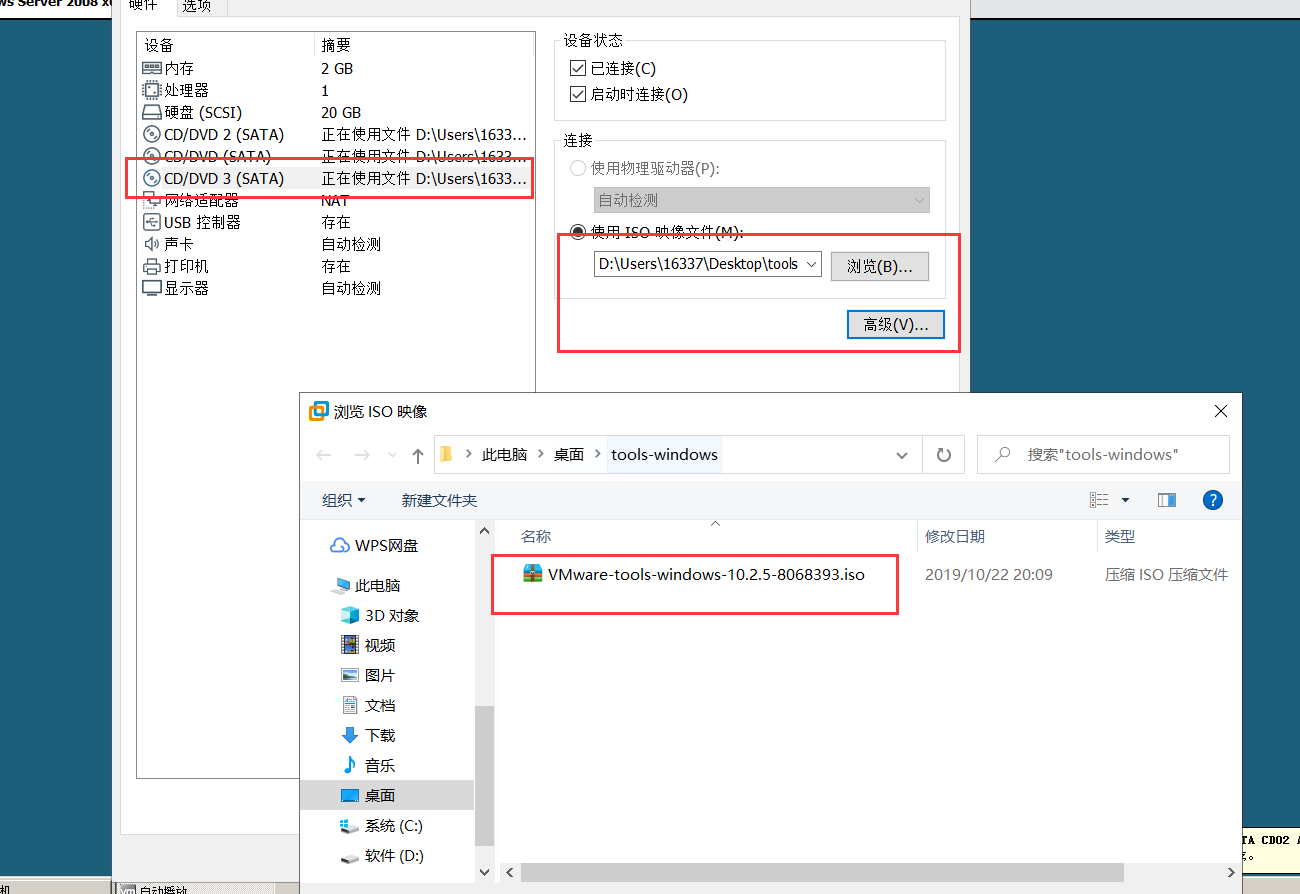 ws Server 2008 x
硬件
选项
设备
摘要
内存
2 GB
处理器
1
硬盘 (SCSI)
20 GB
CD/DVD 2 (SATA)
正在使用文件 D:\Users\1633...
CD/DVD (SATA)
正在使用文件 D:\Users\1633...
CD/DVD 3 (SATA)
正在使用文件 D:\Users\1633...
网络适配器
NAT
USB 控制器
存在
声卡
自动检测
打印机
存在
显示器
自动检测
设备状态
已连接(C)
启动时连接(O)
连接
使用物理驱动器(P):
自动检测
使用 ISO 映像文件(M):
D:\Users\16337\Desktop\tools
浏览(B)...
高级(V)...
浏览 ISO 映像
此电脑
桌面
tools-windows
搜索"tools-windows"
组织
新建文件夹
?
WPS网盘
此电脑
3D 对象
视频
图片
文档
下载
音乐
桌面
系统 (C:)
软件 (D:)
名称
修改日期
类型
VMware-tools-windows-10.2.5-8068393.iso
2019/10/22 20:09
压缩 ISO 压缩文件
TA CD02 A
机
vm 自动播放